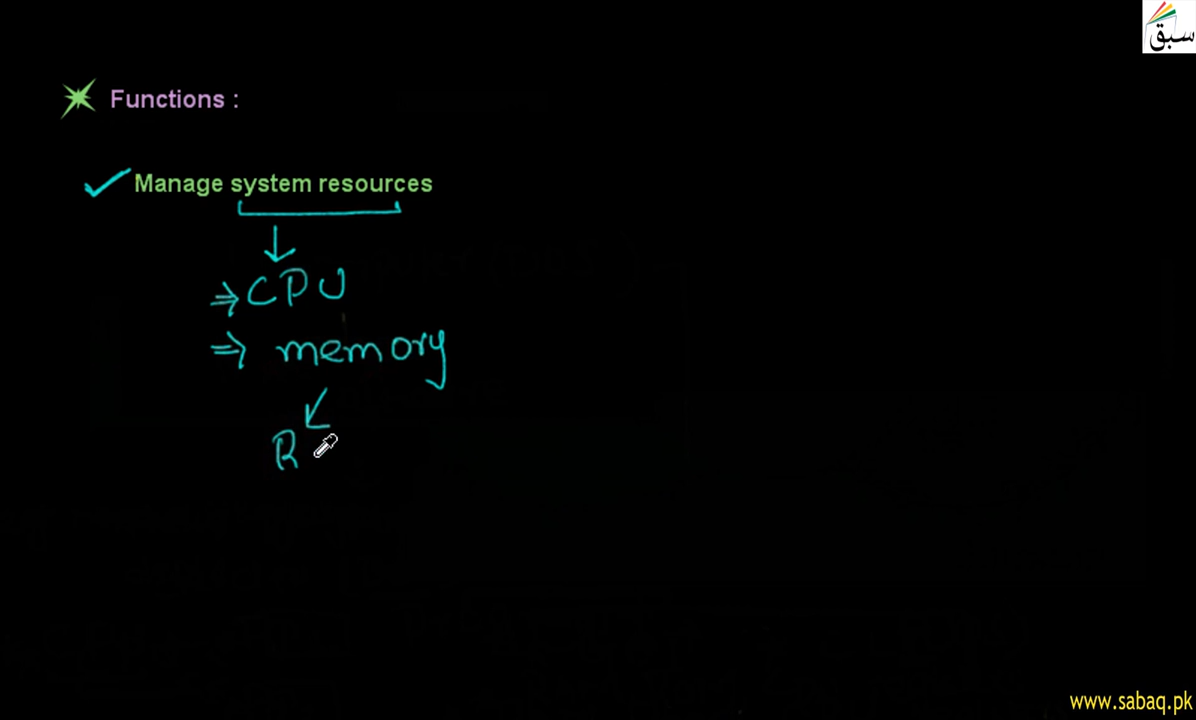 سبق
Functions :
Manage system resources
CPU
memory
R
www.sabaq.pk